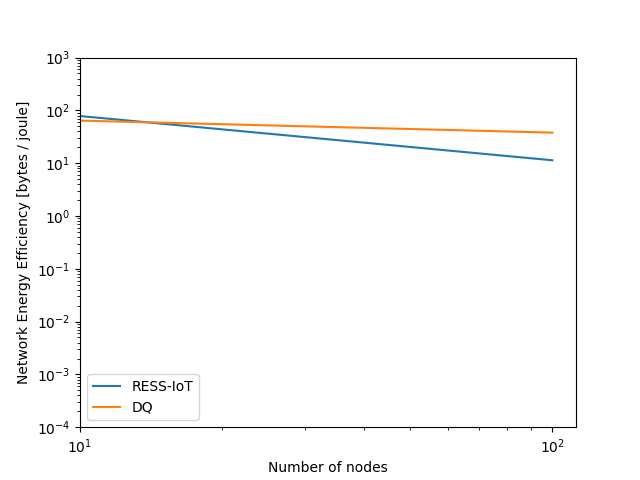 10³
10²
10¹
10⁰
10⁻¹
10⁻²
10⁻³
10⁻⁴
Network Energy Efficiency [bytes / joule]
RESS-IoT
DQ
10¹ 10²
Number of nodes